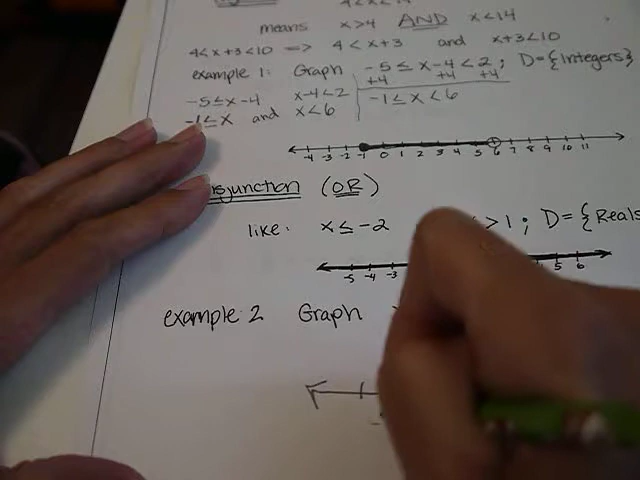 means x>4 AND x<14
4<x+3<10 => 4<x+3 and x+3<10
example 1: Graph -5≤x-4<2; D={Integers}
+4 +4 +4
-5≤x-4 x-4<2 -1≤x<6
-1≤x and x<6
-4 -3 -2 -1 0 1 2 3 4 5 6 7 8 9 10 11
(OR)
like: x≤-2 >1; D={Reals
-5 -4 -3 5 6
example 2 Graph